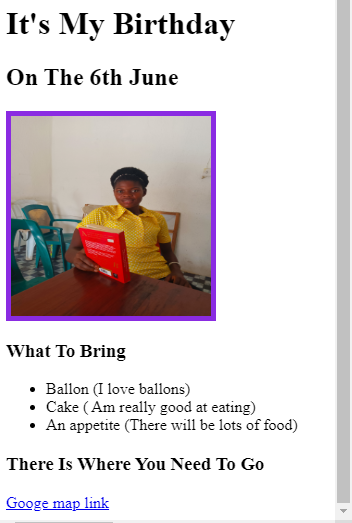 It's My Birthday
On The 6th June
What To Bring
Ballon (I love ballons)
Cake ( Am really good at eating)
An appetite (There will be lots of food)
There Is Where You Need To Go
Googe map link